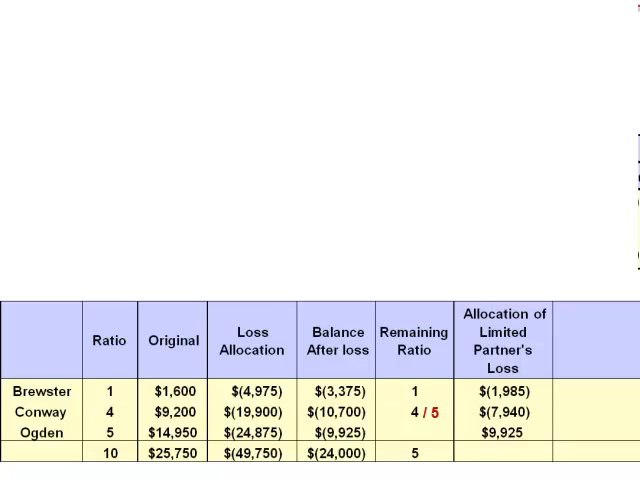 Ratio Original Loss Allocation Balance After loss Remaining Ratio Allocation of Limited Partner's Loss
Brewster 1 $1,600 $(4,975) $(3,375) 1 $(1,985)
Conway 4 $9,200 $(19,900) $(10,700) 4 / 5 $(7,940)
Ogden 5 $14,950 $(24,875) $(9,925) $9,925
10 $25,750 $(49,750) $(24,000) 5